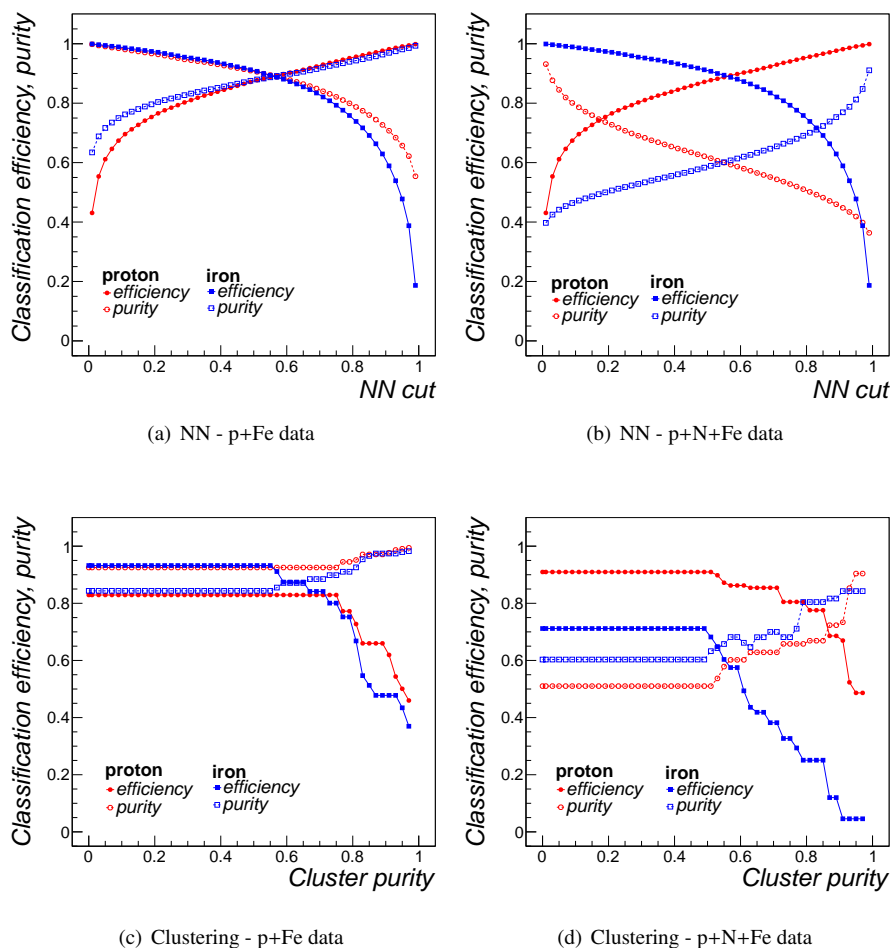 Classification efficiency, purity
1
0.8
0.6
0.4
0.2
0
proton iron
efficiency efficiency
purity purity
0 0.2 0.4 0.6 0.8 1
NN cut
(a) NN - p+Fe data
Classification efficiency, purity
1
0.8
0.6
0.4
0.2
0
proton iron
efficiency efficiency
purity purity
0 0.2 0.4 0.6 0.8 1
NN cut
(b) NN - p+N+Fe data
Classification efficiency, purity
1
0.8
0.6
0.4
0.2
0
proton iron
efficiency efficiency
purity purity
0 0.2 0.4 0.6 0.8 1
Cluster purity
(c) Clustering - p+Fe data
Classification efficiency, purity
1
0.8
0.6
0.4
0.2
0
proton iron
efficiency efficiency
purity purity
0 0.2 0.4 0.6 0.8 1
Cluster purity
(d) Clustering - p+N+Fe data